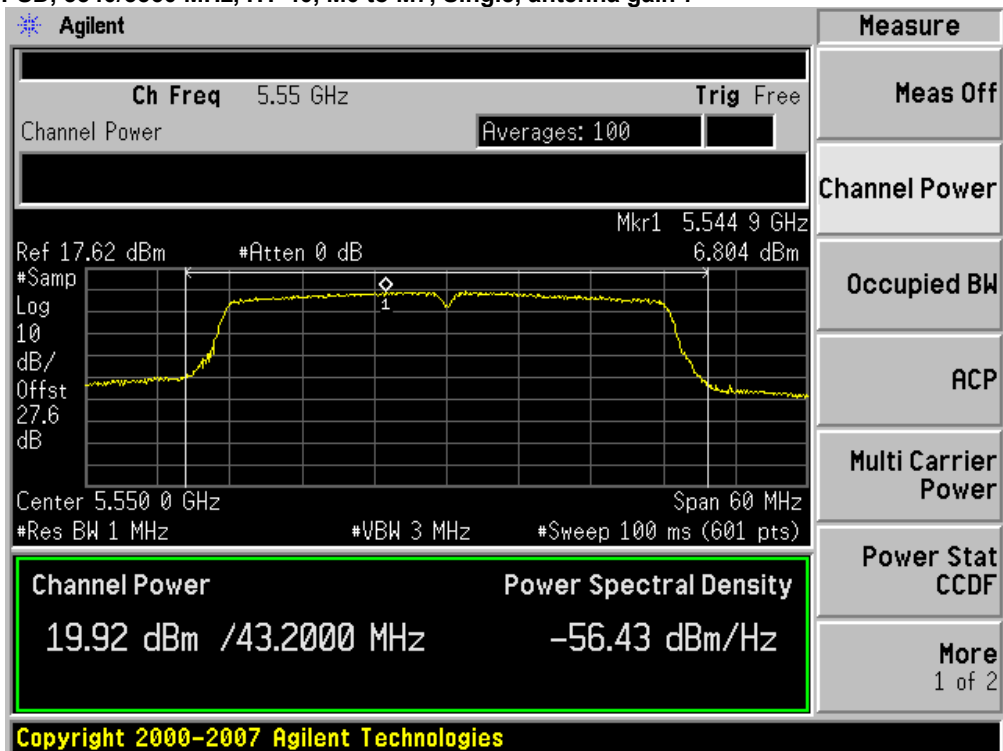 Agilent
Measure
Ch Freq 5.55 GHz Trig Free
Channel Power Averages: 100
Mkr1 5.544 9 GHz
Ref 17.62 dBm #Atten 0 dB 6.804 dBm
#Samp
Log
10
dB/
Offst
27.6
dB
1
Center 5.550 0 GHz Span 60 MHz
#Res BW 1 MHz #VBW 3 MHz #Sweep 100 ms (601 pts)
Channel Power Power Spectral Density
19.92 dBm /43.2000 MHz -56.43 dBm/Hz
Copyright 2000-2007 Agilent Technologies
Meas Off
Channel Power
Occupied BW
ACP
Multi Carrier
Power
Power Stat
CCDF
More
1 of 2